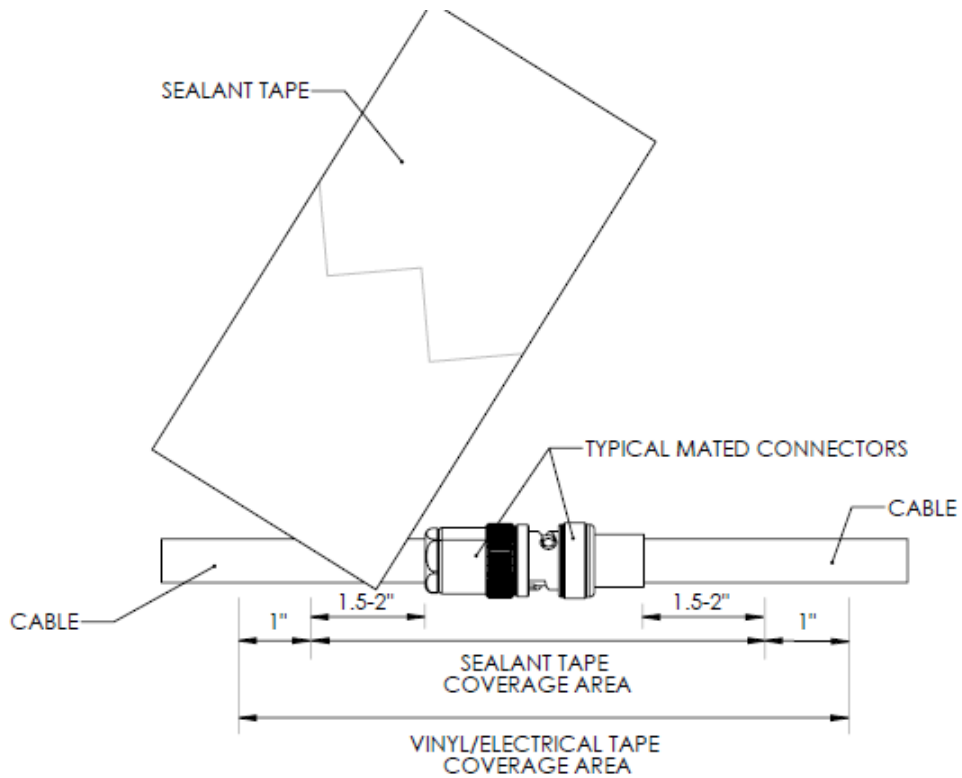 SEALANT TAPE
TYPICAL MATED CONNECTORS
CABLE
CABLE
1.5-2"
1.5-2"
1"
1"
SEALANT TAPE
COVERAGE AREA
VINYL/ELECTRICAL TAPE
COVERAGE AREA